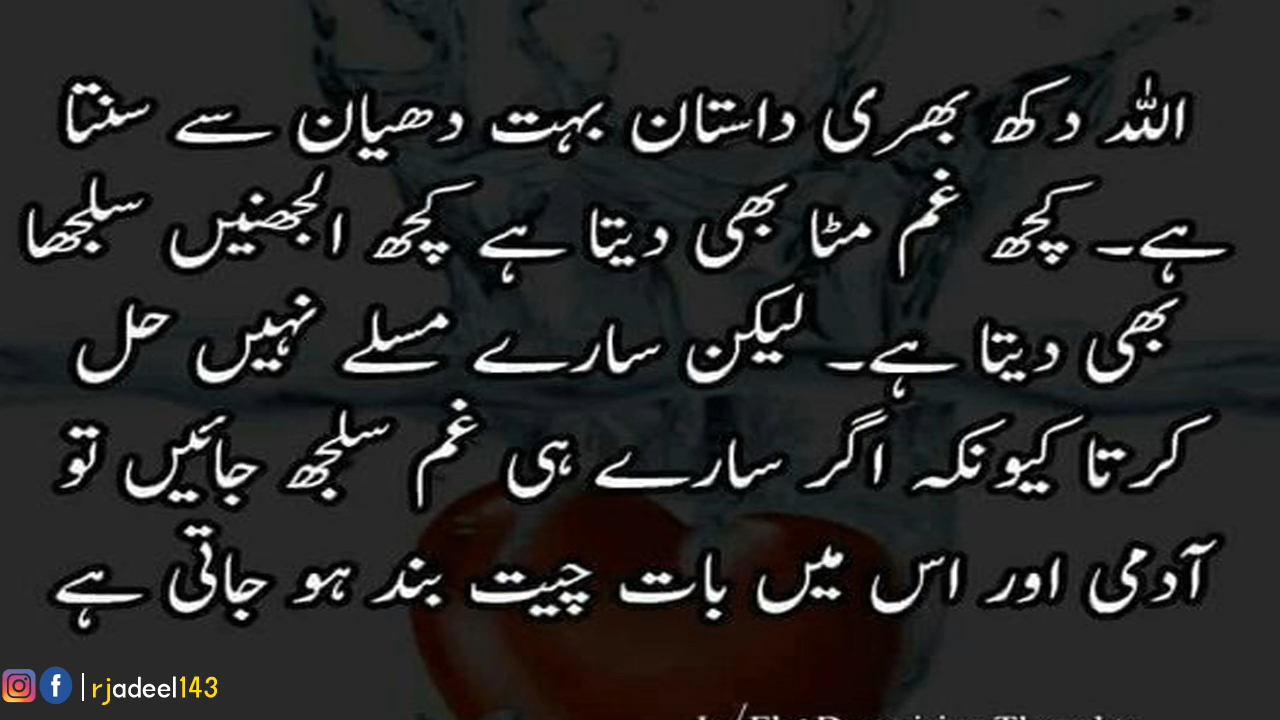 اللہ دکھ بھری داستان بہت دھیان سے سنتا
ہے۔ کچھ غم مٹا بھی دیتا ہے کچھ الجھنیں سلجھا
بھی دیتا ہے۔ لیکن سارے مسلے نہیں حل
کرتا کیونکہ اگر سارے ہی غم سلجھ جائیں تو
آدمی اور اس میں بات چیت بند ہو جاتی ہے
|rjadeel143